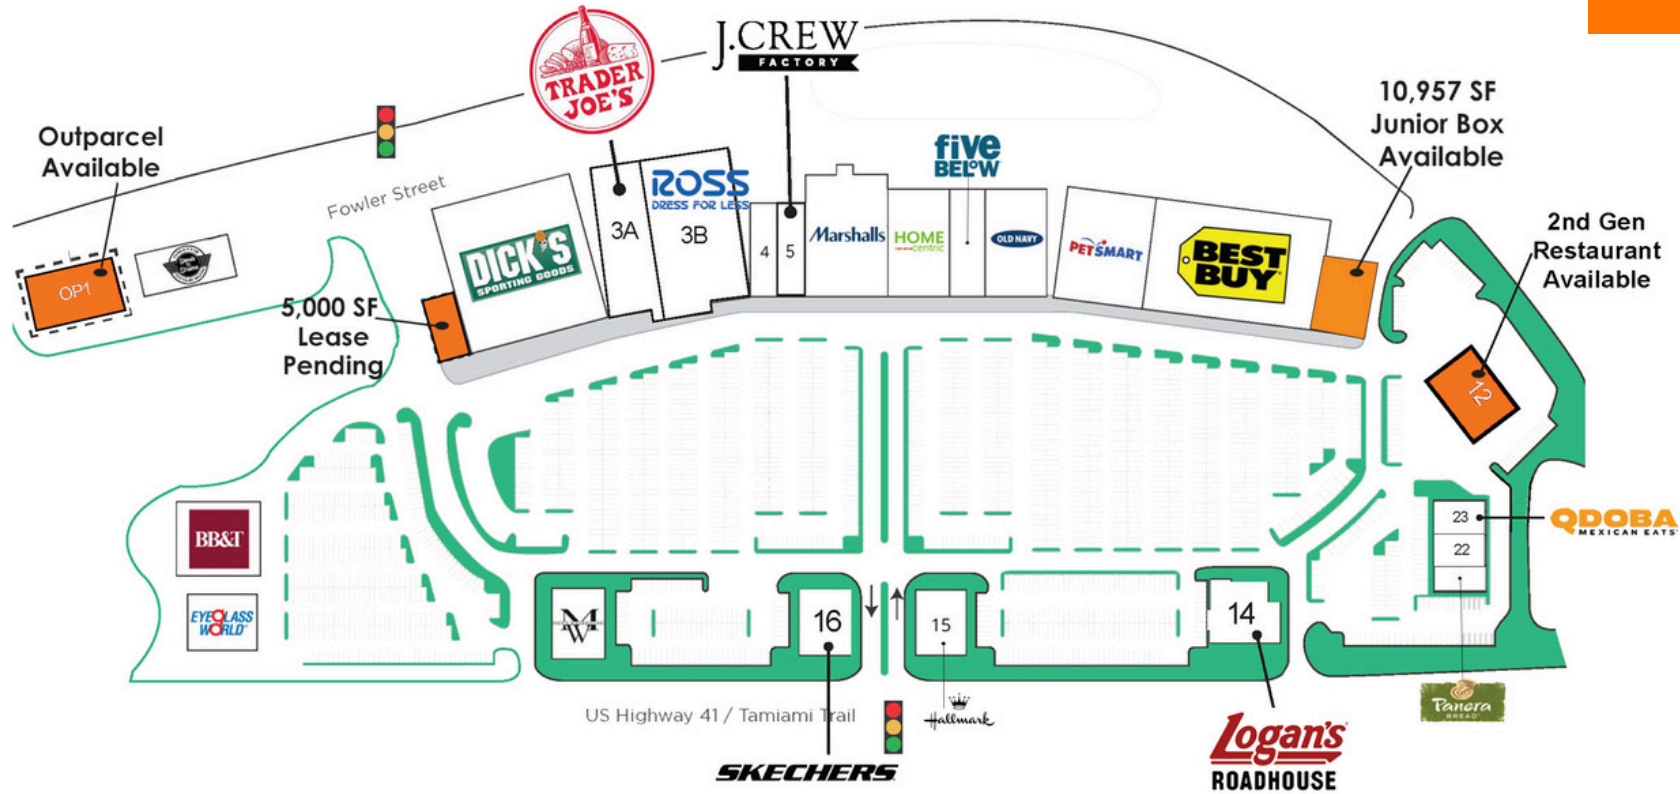 TRADER
JOE'S
J.CREW
FACTORY
10,957 SF
Junior Box
Available
Outparcel
Available
Fowler Street
five
BELOW
ROSS
DRESS FOR LESS
2nd Gen
Restaurant
Available
3A
3B
4
5
Marshalls
HOME
centric
OLD NAVY
PETSMART
BEST
BUY
DICK'S
SPORTING GOODS
OP1
5,000 SF
Lease
Pending
12
BB&T
23
QDOBA
MEXICAN EATS
22
EYEGLASS
WORLD
MW
16
15
14
US Highway 41 / Tamiami Trail
Hallmark
Panera
BREAD
SKECHERS
Logan's
ROADHOUSE